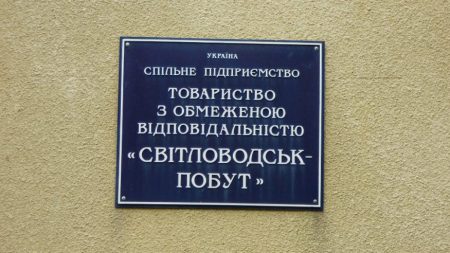 УКРАЇНА
СПІЛЬНЕ ПІДПРИЄМСТВО
ТОВАРИСТВО
З ОБМЕЖЕНОЮ
ВІДПОВІДАЛЬНІСТЮ
«СВІТЛОВОДСЬК-
ПОБУТ»